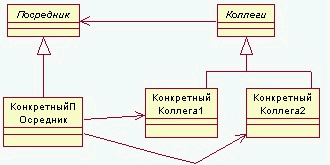 Посредник
Коллеги
КонкретныйП
Осредник
Конкретный
Коллега1
Конкретный
Коллега2